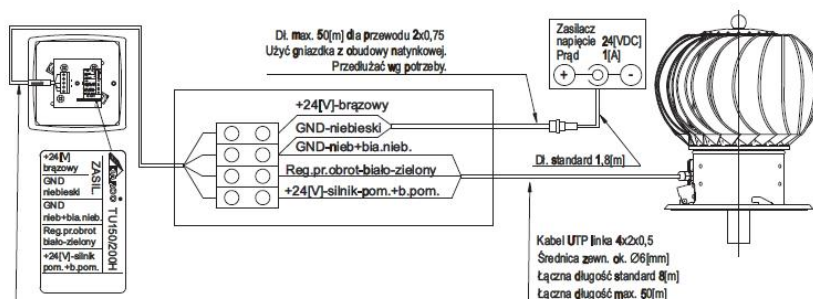 Dł. max. 50[m] dla przewodu 2x0,75
Użyć gniazdka z obudowy natynkowej.
Przedłużać wg potrzeby.
Zasilacz
napięcie 24[VDC]
Prąd 1[A]
+ -
+24[V]-brązowy
GND-niebieski
GND-nieb+bia.nieb.
Reg.pr.obrot-biało-zielony
+24[V]-silnik-pom.+b.pom.
Dł. standard 1,8[m]
+24[V]
brązowy
GND
niebieski
GND
nieb+bia.nieb.
Reg.pr.obrot
biało-zielony
+24[V]-silnik
pom.+b.pom.
ZASIL
TU150/200H
Kabel UTP linka 4x2x0,5
Średnica zewn. ok. Ø6[mm]
Łączna długość standard 8[m]
Łączna długość max. 50[m]